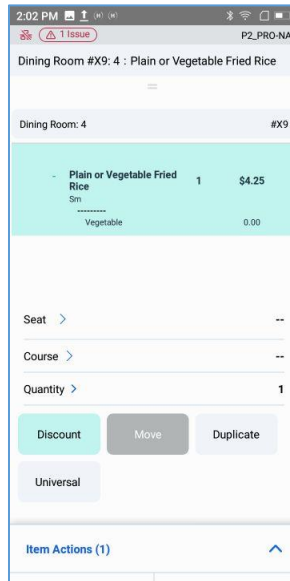 2:02 PM
1 Issue
P2_PRO-NA
Dining Room #X9: 4 : Plain or Vegetable Fried Rice
Dining Room: 4 #X9
- Plain or Vegetable Fried 1 $4.25
Rice
Sm
---------
Vegetable 0.00
Seat > --
Course > --
Quantity > 1
Discount Move Duplicate
Universal
Item Actions (1)